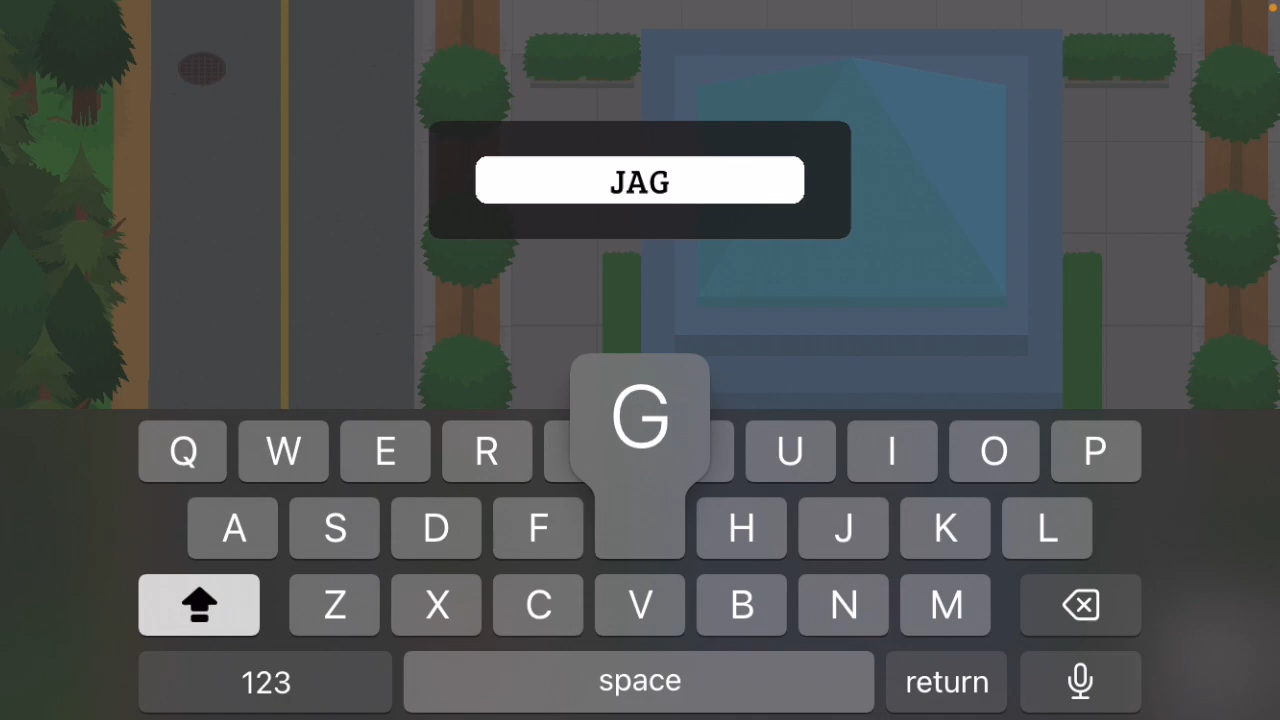 JAG
G
Q W E R U I O P
A S D F H J K L
Z X C V B N M
123 space return